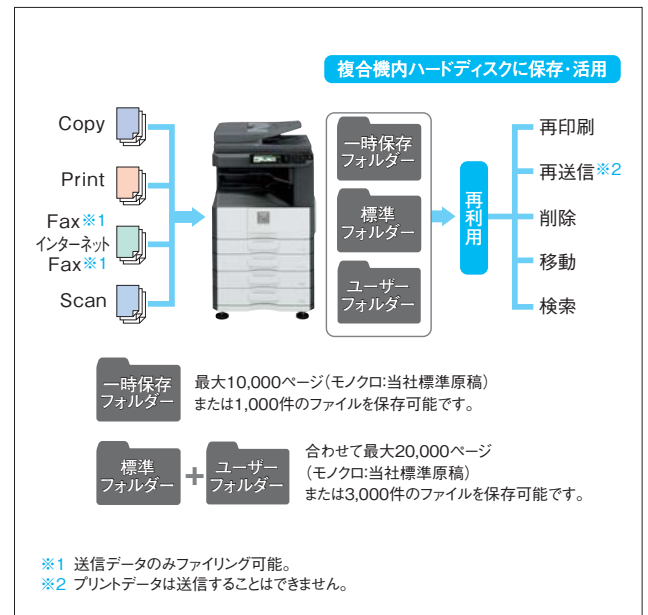 複合機内ハードディスクに保存・活用
Copy
Print
Fax※1
インターネット
Fax※1
Scan
一時保存
フォルダー
標準
フォルダー
ユーザー
フォルダー
再利用
再印刷
再送信※2
削除
移動
検索
一時保存
フォルダー
最大10,000ページ(モノクロ:当社標準原稿)
または1,000件のファイルを保存可能です。
標準
フォルダー
+
ユーザー
フォルダー
合わせて最大20,000ページ
(モノクロ:当社標準原稿)
または3,000件のファイルを保存可能です。
※1 送信データのみファイリング可能。
※2 プリントデータは送信することはできません。